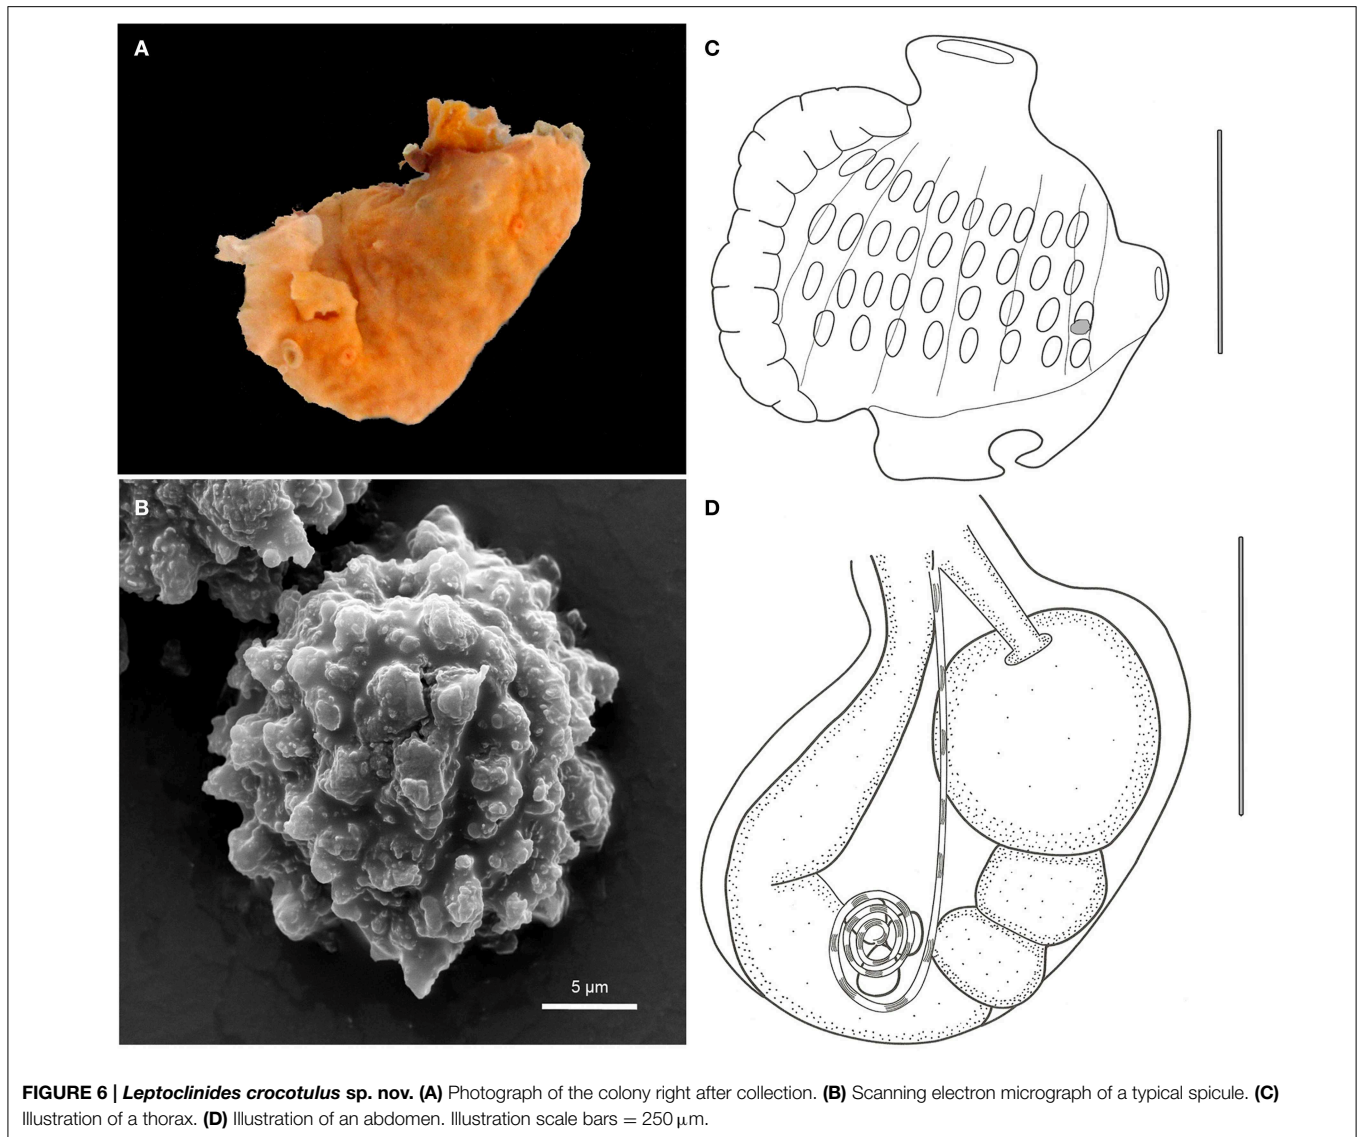 A
C
B
5 µm
D
FIGURE 6 | Leptoclinides crocotulus sp. nov. (A) Photograph of the colony right after collection. (B) Scanning electron micrograph of a typical spicule. (C)
Illustration of a thorax. (D) Illustration of an abdomen. Illustration scale bars = 250 µm.